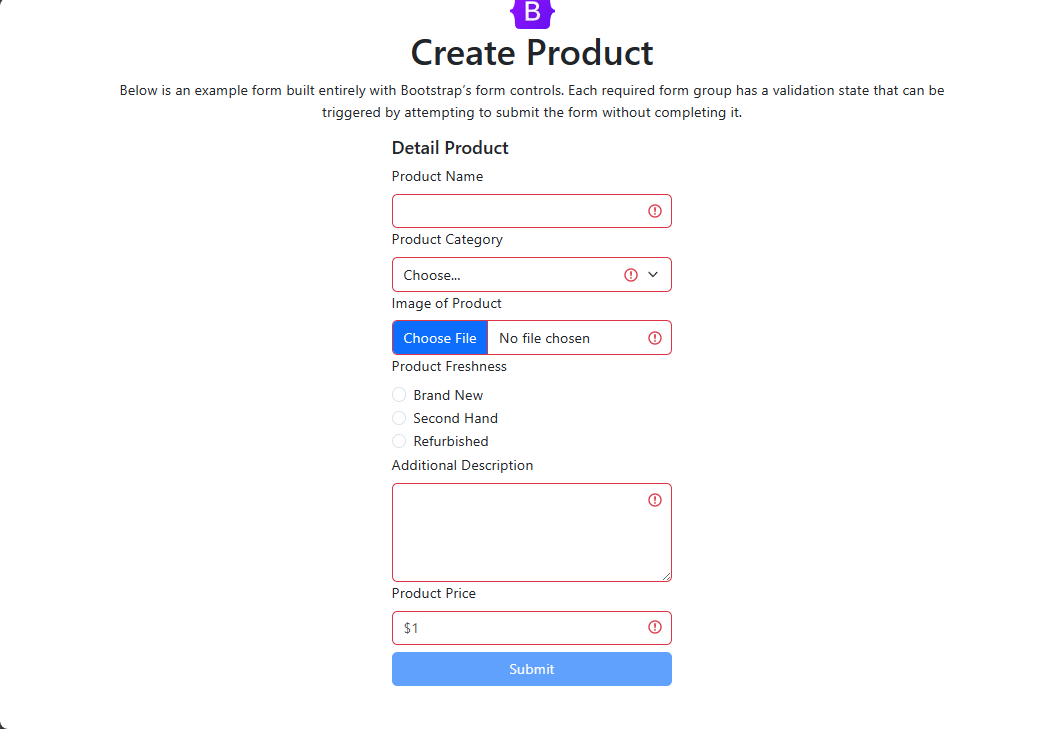 B
Create Product
Below is an example form built entirely with Bootstrap’s form controls. Each required form group has a validation state that can be
triggered by attempting to submit the form without completing it.
Detail Product
Product Name
Product Category
Choose...
Image of Product
Choose File No file chosen
Product Freshness
Brand New
Second Hand
Refurbished
Additional Description
Product Price
$1
Submit